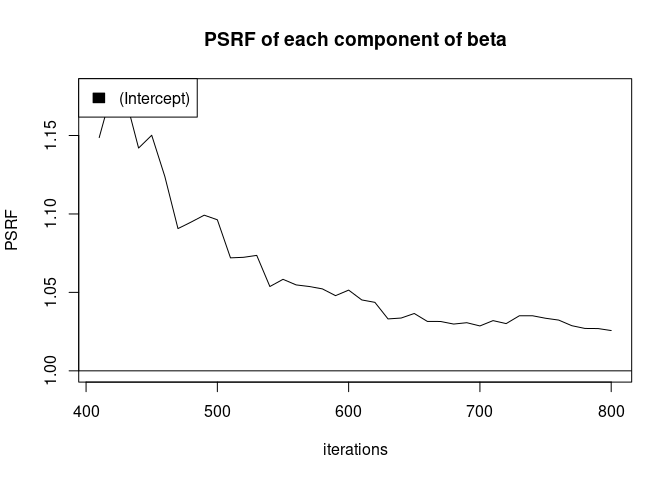 PSRF of each component of beta
(Intercept)
1.15
1.10
1.05
1.00
PSRF
400 500 600 700 800
iterations